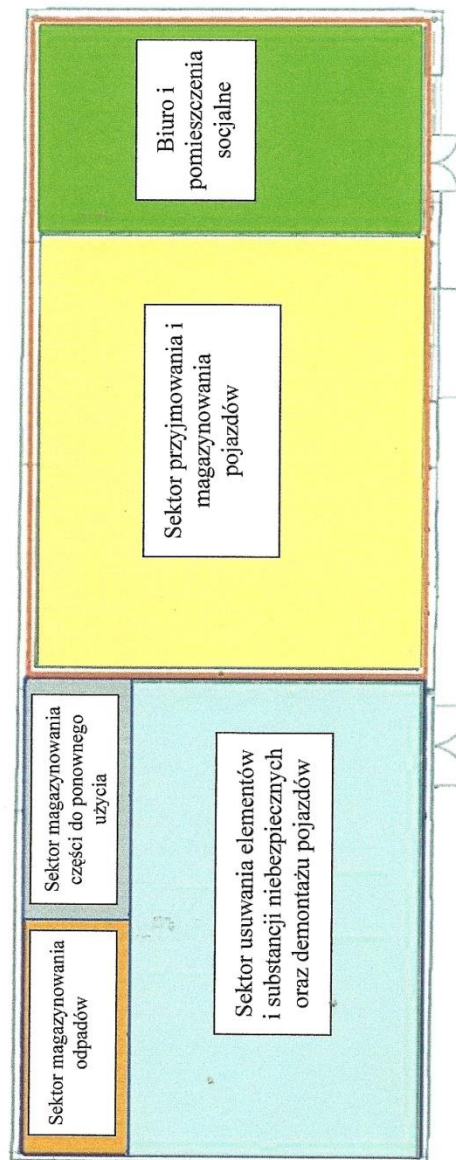 Sektor magazynowania
odpadów
Sektor magazynowania
części do ponownego
użycia
Sektor usuwania elementów
i substancji niebezpiecznych
oraz demontażu pojazdów
Sektor przyjmowania i
magazynowania
pojazdów
Biuro i
pomieszczenia
socjalne